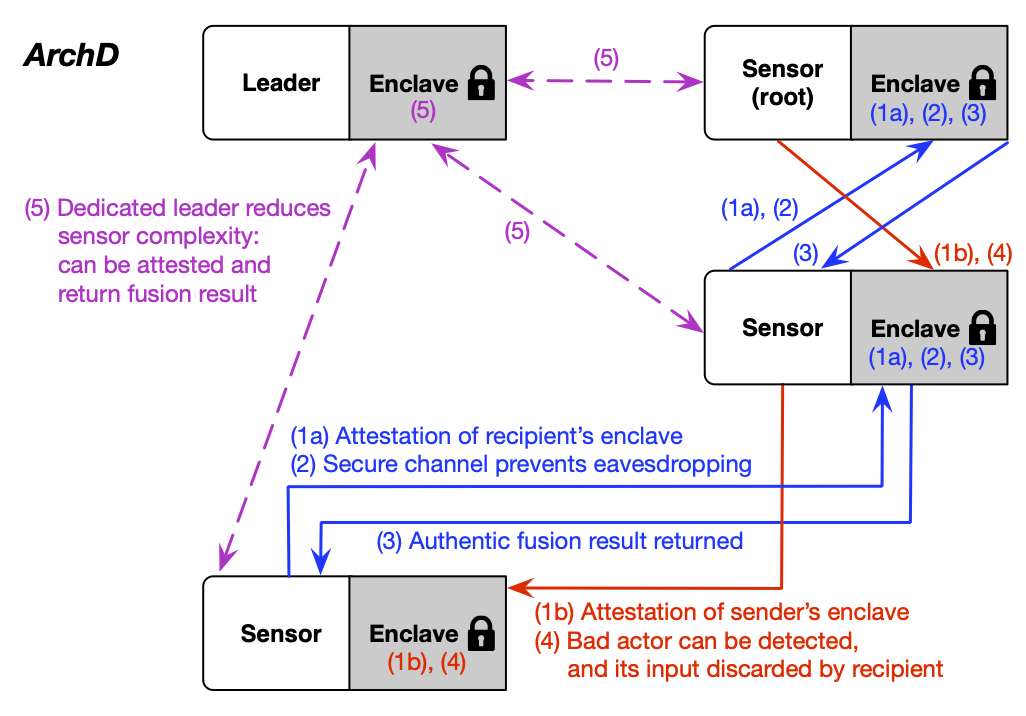 ArchD
Leader
Enclave
(5)
(5)
Sensor
(root)
Enclave
(1a), (2), (3)
(5) Dedicated leader reduces
sensor complexity:
can be attested and
return fusion result
(5)
(1a), (2)
(3)
(1b), (4)
Sensor
Enclave
(1a), (2), (3)
(1a) Attestation of recipient’s enclave
(2) Secure channel prevents eavesdropping
(3) Authentic fusion result returned
Sensor
Enclave
(1b), (4)
(1b) Attestation of sender’s enclave
(4) Bad actor can be detected,
and its input discarded by recipient